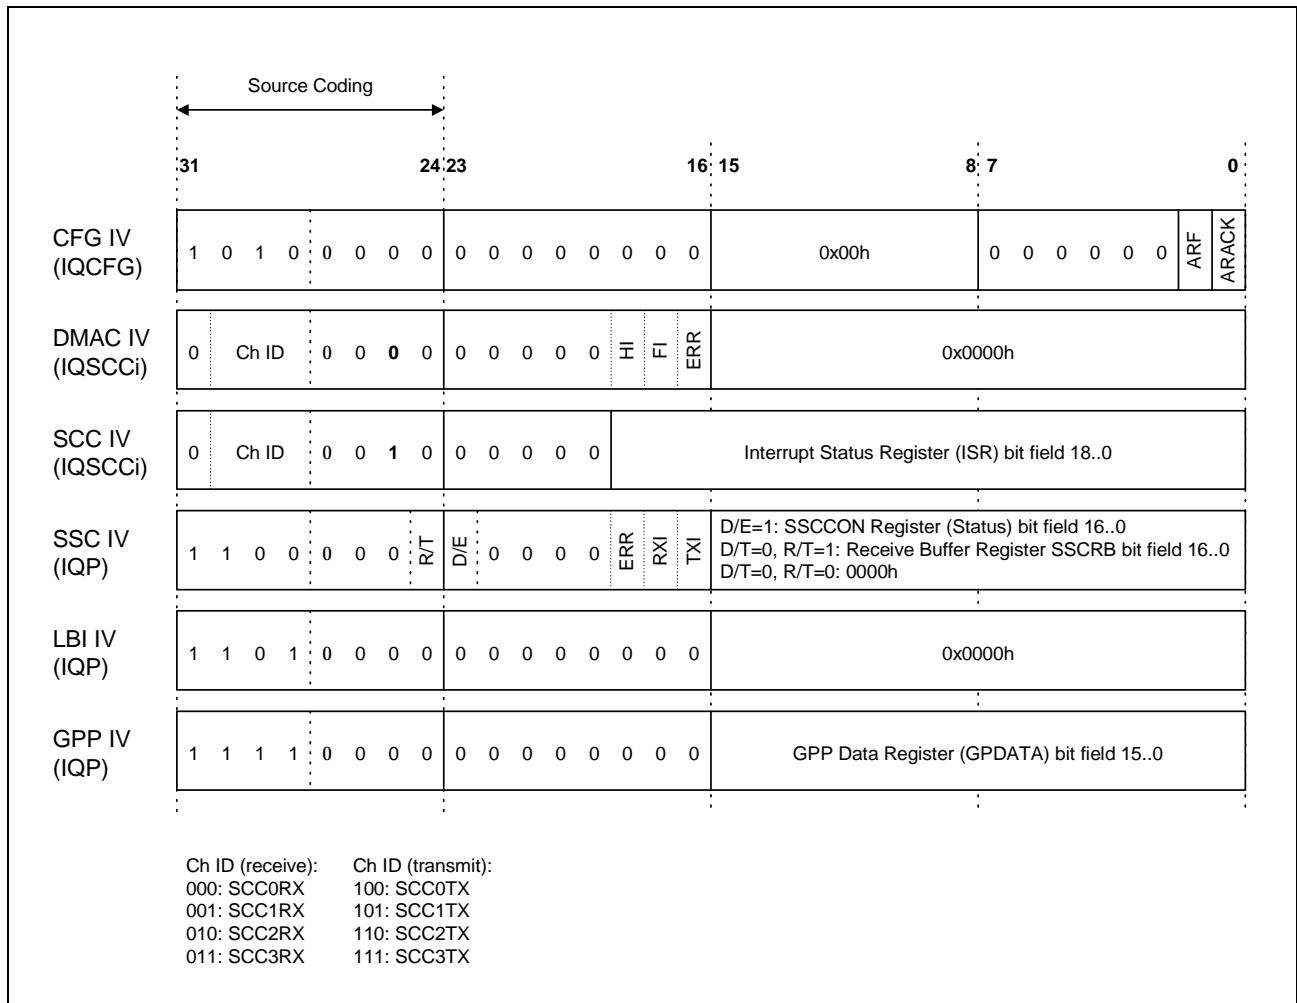 Source Coding
31 24 23 16 15 8 7 0
CFG IV
(IQCFG)
1 0 1 0 0 0 0 0 0 0 0 0 0 0 0 0 0x00h 0 0 0 0 0 0 ARF ARACK
DMAC IV
(IQSCCi)
0 Ch ID 0 0 0 0 0 0 0 0 0 HI FI ERR 0x0000h
SCC IV
(IQSCCi)
0 Ch ID 0 0 1 0 0 0 0 0 0 Interrupt Status Register (ISR) bit field 18..0
SSC IV
(IQP)
1 1 0 0 0 0 0 R/T D/E 0 0 0 0 ERR RXI TXI
D/E=1: SSCCON Register (Status) bit field 16..0
D/T=0, R/T=1: Receive Buffer Register SSCRB bit field 16..0
D/T=0, R/T=0: 0000h
LBI IV
(IQP)
1 1 0 1 0 0 0 0 0 0 0 0 0 0 0 0 0x0000h
GPP IV
(IQP)
1 1 1 1 0 0 0 0 0 0 0 0 0 0 0 0 GPP Data Register (GPDATA) bit field 15..0
Ch ID (receive): Ch ID (transmit):
000: SCC0RX 100: SCC0TX
001: SCC1RX 101: SCC1TX
010: SCC2RX 110: SCC2TX
011: SCC3RX 111: SCC3TX